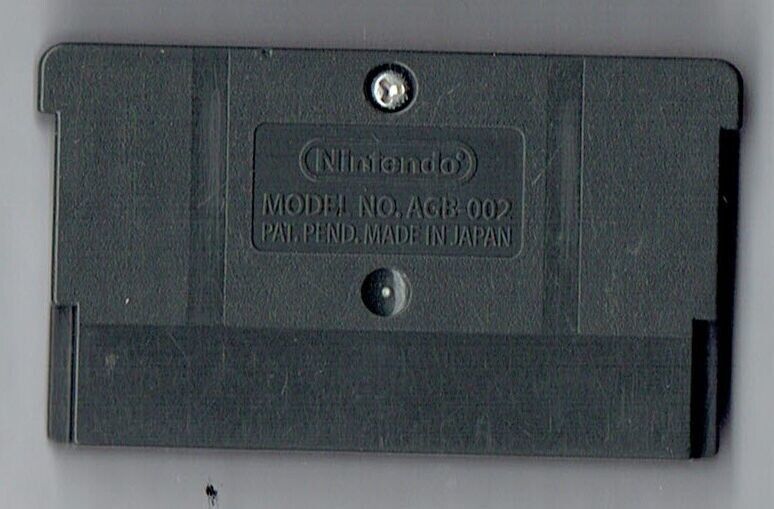 Nintendo
MODEL NO. AGB-002
PAT. PEND. MADE IN JAPAN